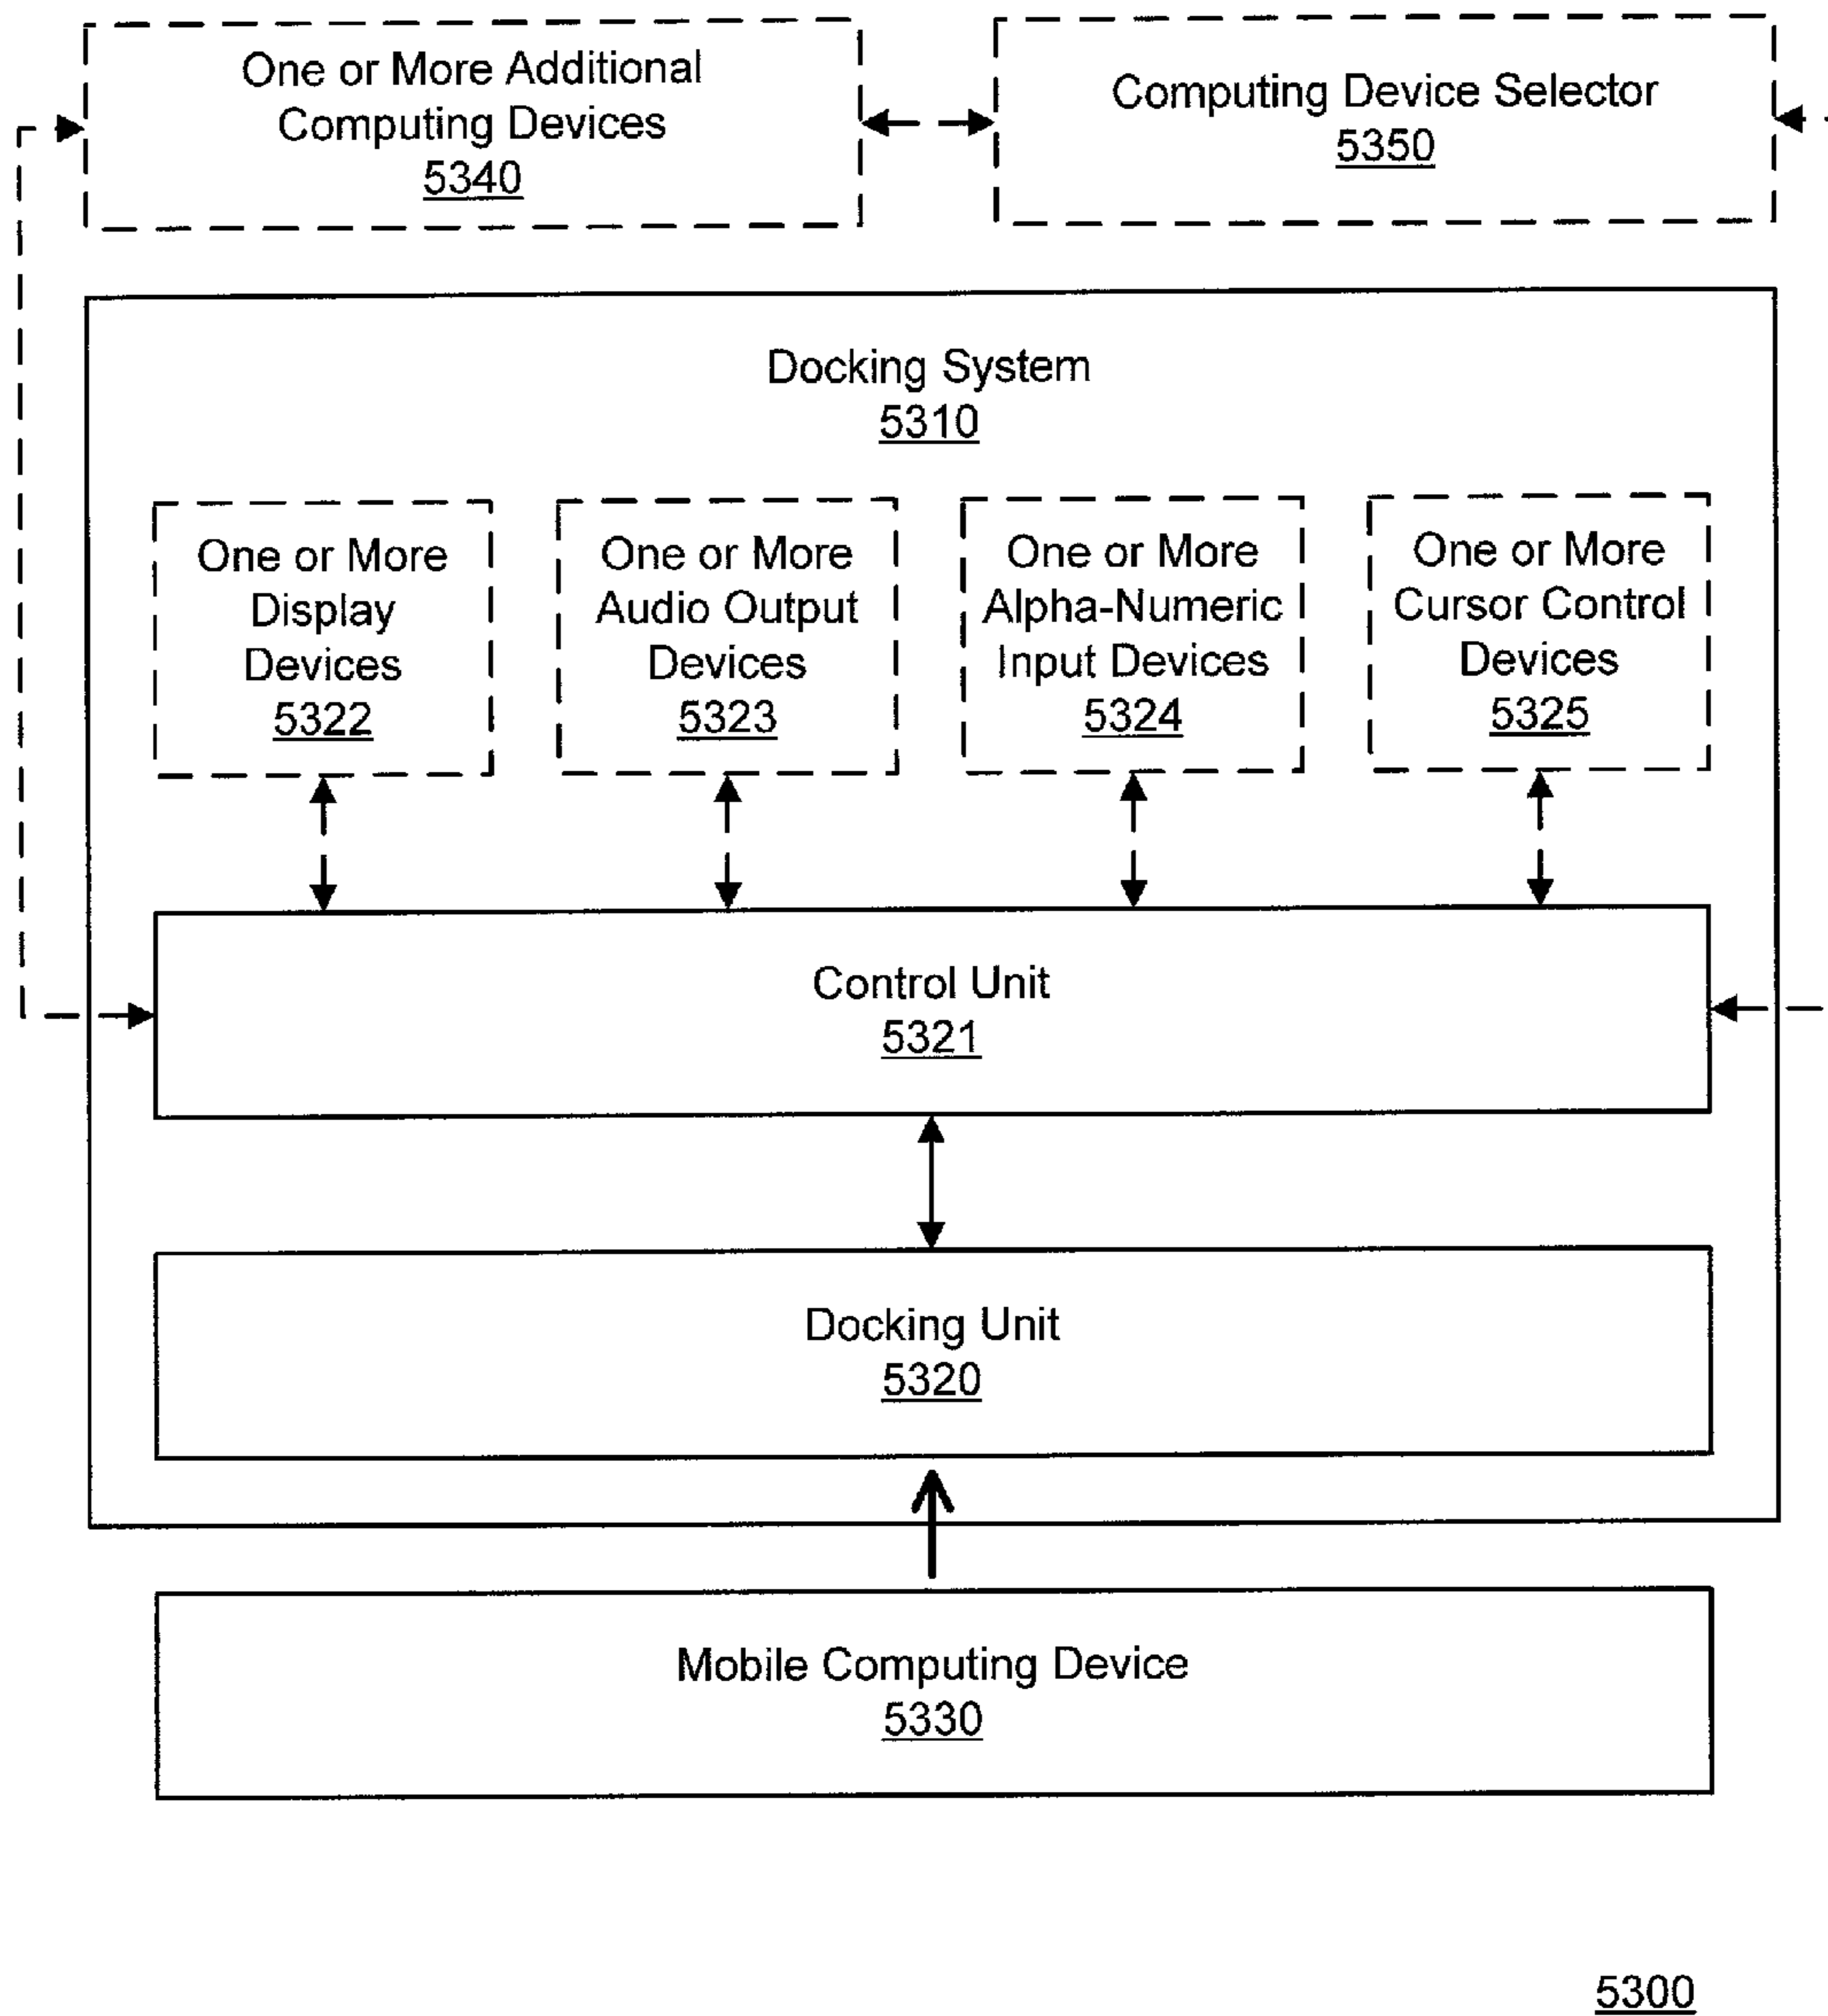 One or More Additional
Computing Devices
5340
Computing Device Selector
5350
Docking System
5310
One or More
Display
Devices
5322
One or More
Audio Output
Devices
5323
One or More
Alpha-Numeric
Input Devices
5324
One or More
Cursor Control
Devices
5325
Control Unit
5321
Docking Unit
5320
Mobile Computing Device
5330
5300